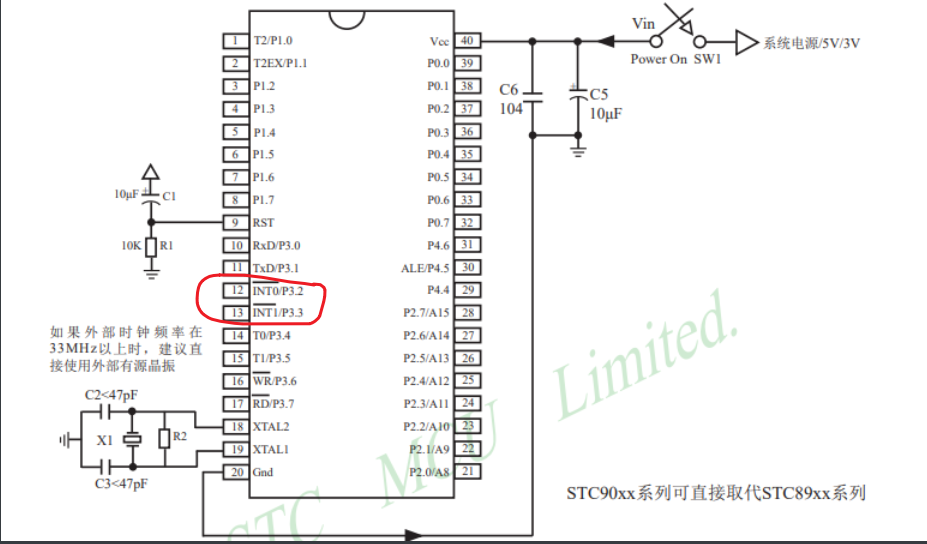 Vin
系统电源/5V/3V
Power On SW1
C6
104
C5
10μF
1 T2/P1.0
2 T2EX/P1.1
3 P1.2
4 P1.3
5 P1.4
6 P1.5
7 P1.6
8 P1.7
9 RST
10 RxD/P3.0
11 TxD/P3.1
12 INT0/P3.2
13 INT1/P3.3
14 T0/P3.4
15 T1/P3.5
16 WR/P3.6
17 RD/P3.7
18 XTAL2
19 XTAL1
20 Gnd
Vcc 40
P0.0 39
P0.1 38
P0.2 37
P0.3 36
P0.4 35
P0.5 34
P0.6 33
P0.7 32
P4.6 31
ALE/P4.5 30
P4.4 29
P2.7/A15 28
P2.6/A14 27
P2.5/A13 26
P2.4/A12 25
P2.3/A11 24
P2.2/A10 23
P2.1/A9 22
P2.0/A8 21
10μF + C1
10K R1
如果外部时钟频率在
33MHz以上时，建议直
接使用外部有源晶振
C2<47pF
X1
R2
C3<47pF
STC90xx系列可直接取代STC89xx系列
STC MCU Limited.